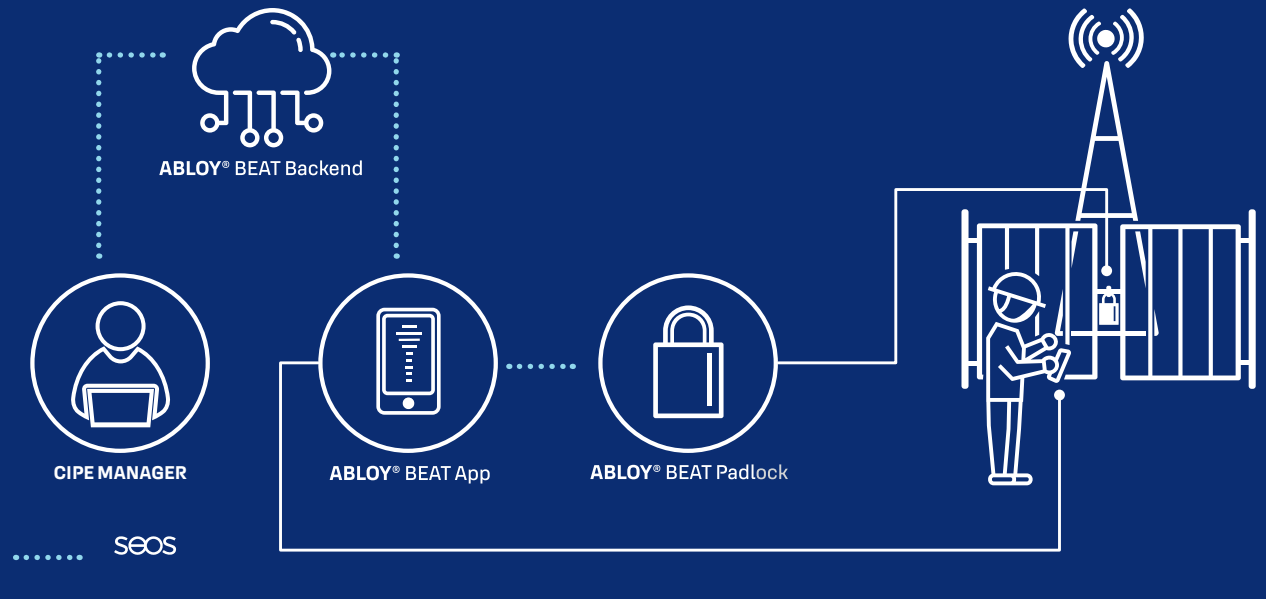 ABLOY® BEAT Backend
CIPE MANAGER
ABLOY® BEAT App
ABLOY® BEAT Padlock
SEOS